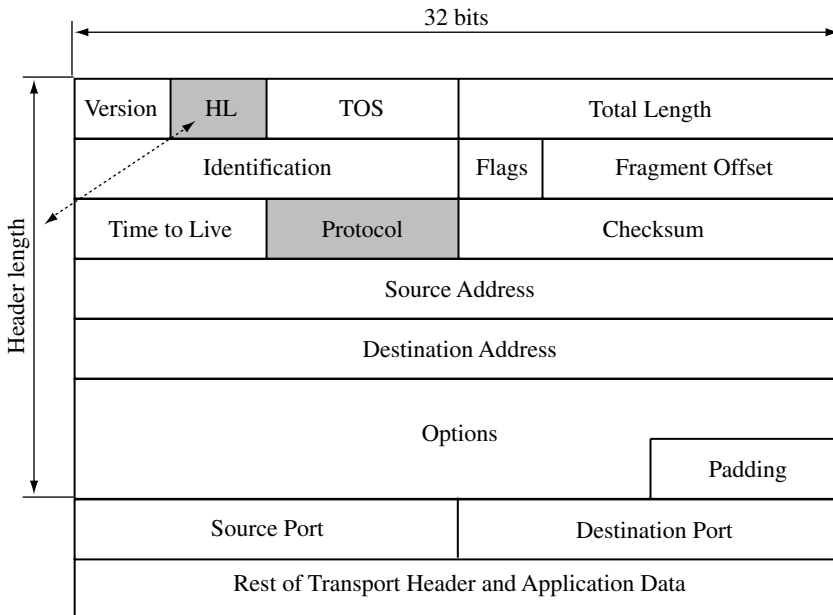 32 bits
Version HL TOS Total Length
Identification Flags Fragment Offset
Time to Live Protocol Checksum
Header length
Source Address
Destination Address
Options
Padding
Source Port Destination Port
Rest of Transport Header and Application Data